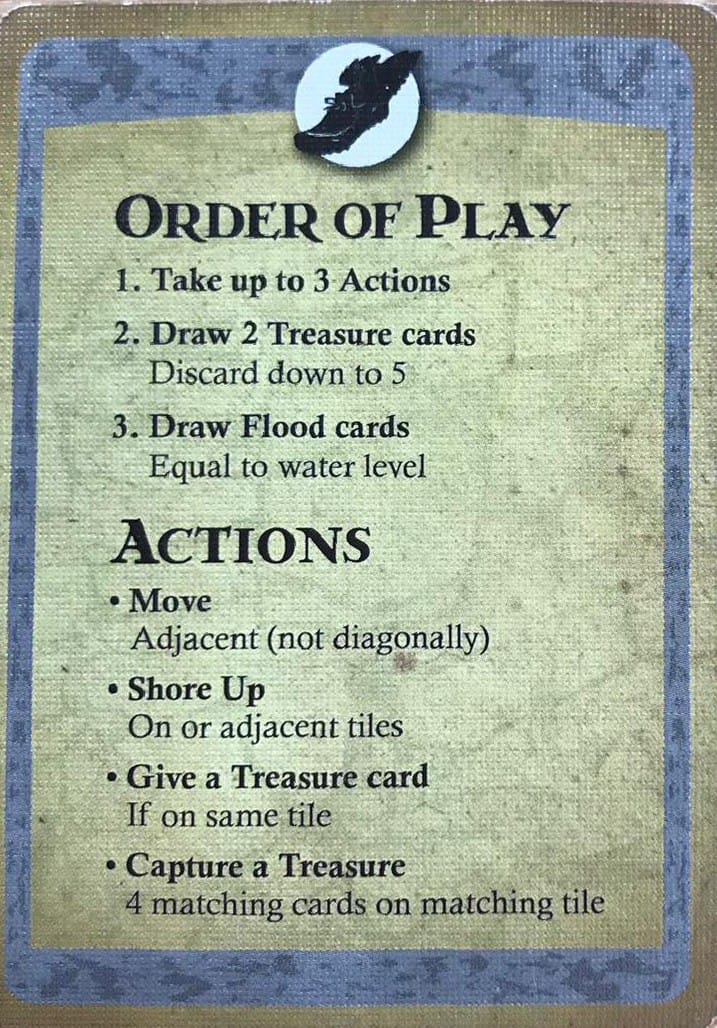 ORDER OF PLAY
1. Take up to 3 Actions
2. Draw 2 Treasure cards
Discard down to 5
3. Draw Flood cards
Equal to water level
ACTIONS
• Move
Adjacent (not diagonally)
• Shore Up
On or adjacent tiles
• Give a Treasure card
If on same tile
• Capture a Treasure
4 matching cards on matching tile